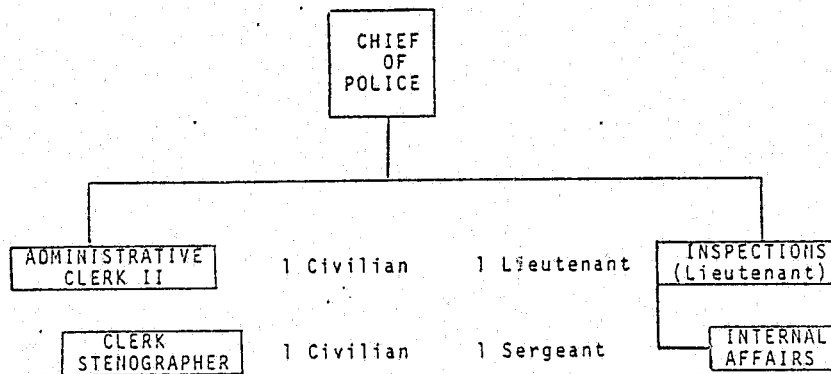 CHIEF
OF
POLICE
ADMINISTRATIVE
CLERK II
1 Civilian
1 Lieutenant
INSPECTIONS
(Lieutenant)
CLERK
STENOGRAPHER
1 Civilian
1 Sergeant
INTERNAL
AFFAIRS